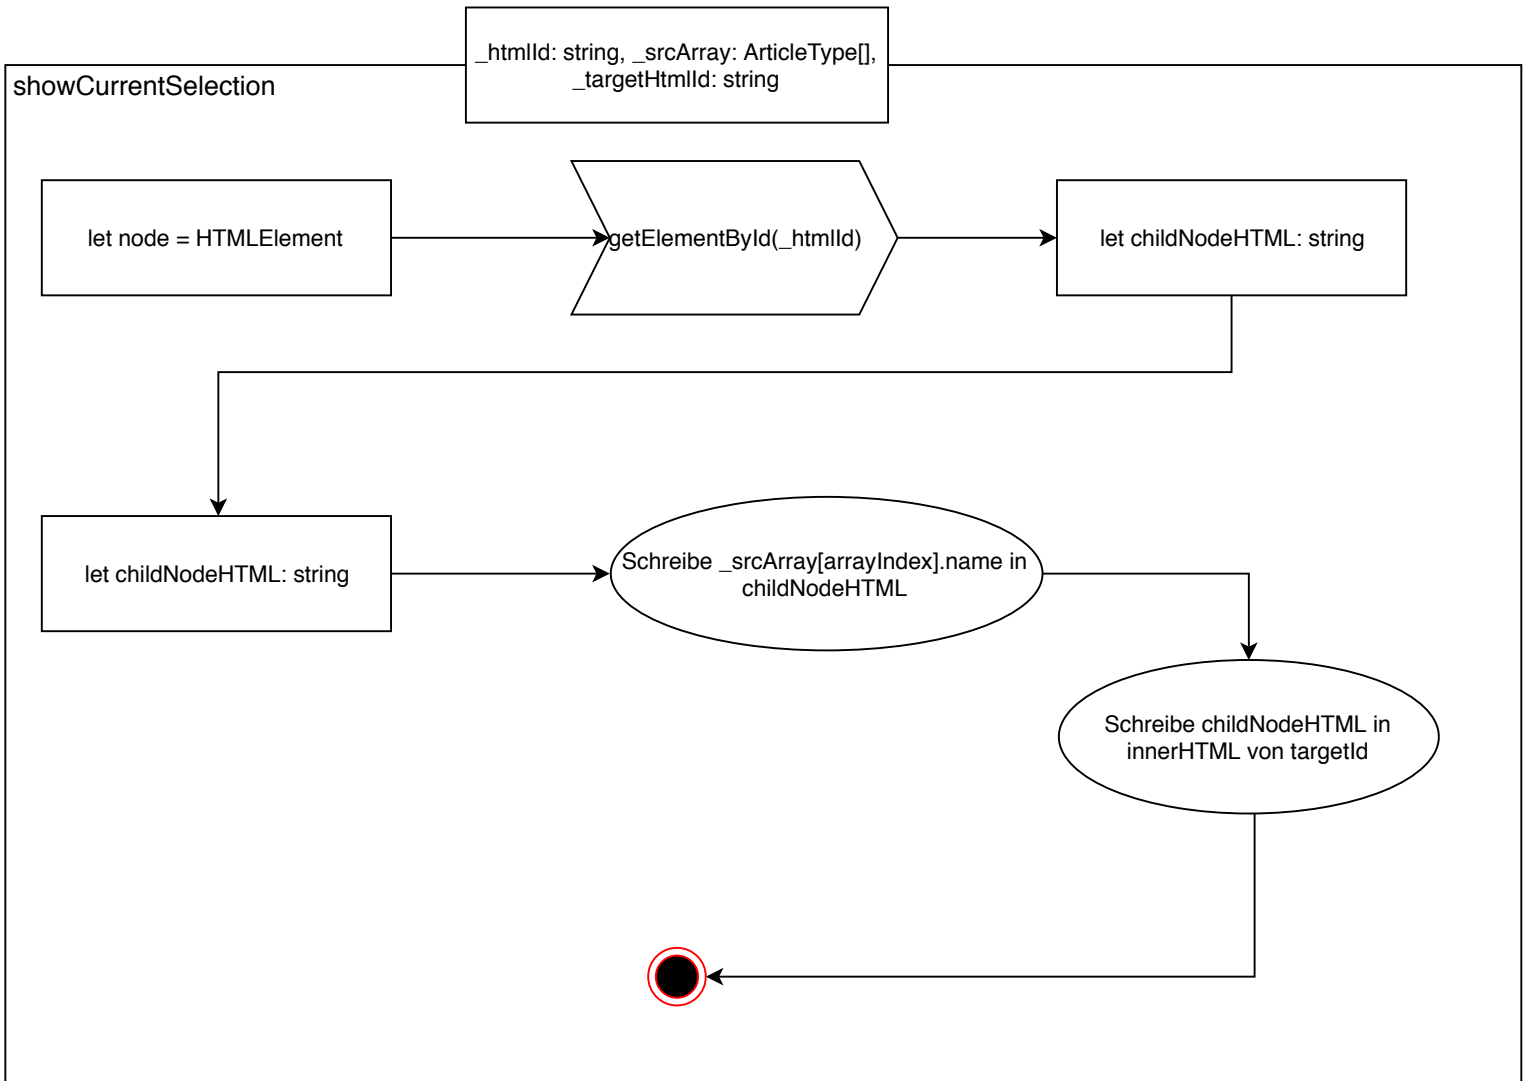 _htmlId: string, _srcArray: ArticleType[],
_targetHtmlId: string
showCurrentSelection
let node = HTMLElement
getElementById(_htmlId)
let childNodeHTML: string
let childNodeHTML: string
Schreibe _srcArray[arrayIndex].name in
childNodeHTML
Schreibe childNodeHTML in
innerHTML von targetId